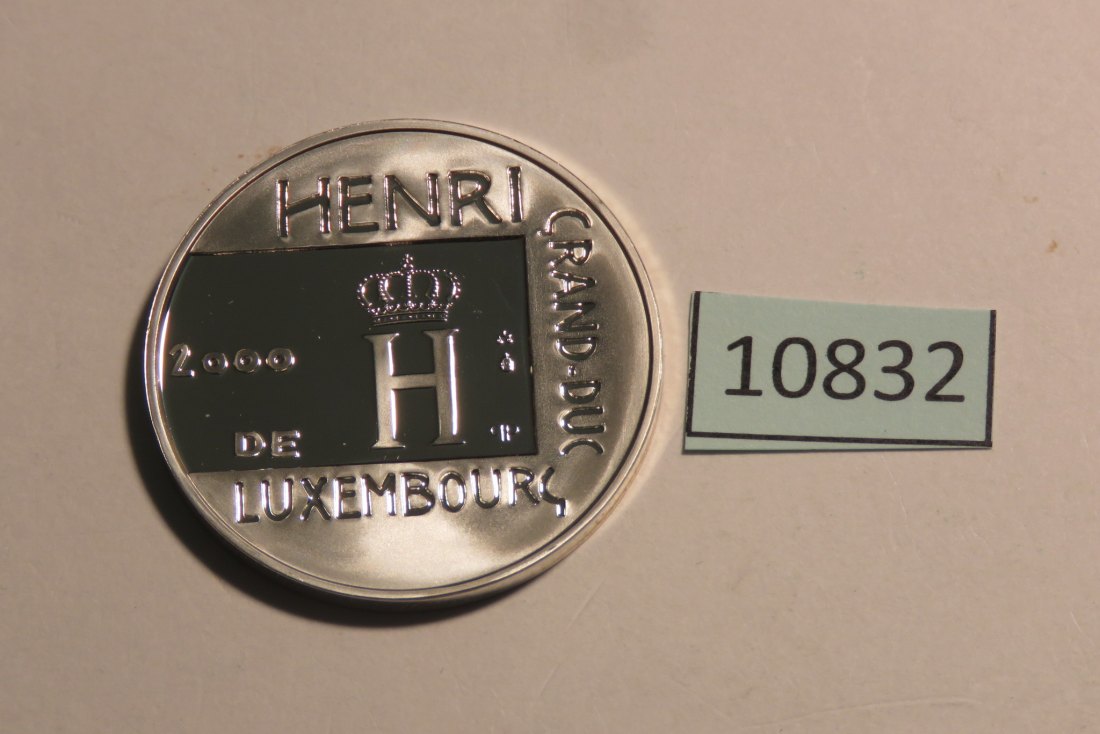 HENRI
GRAND-DUC
2000
H
DE
LUXEMBOURG
10832